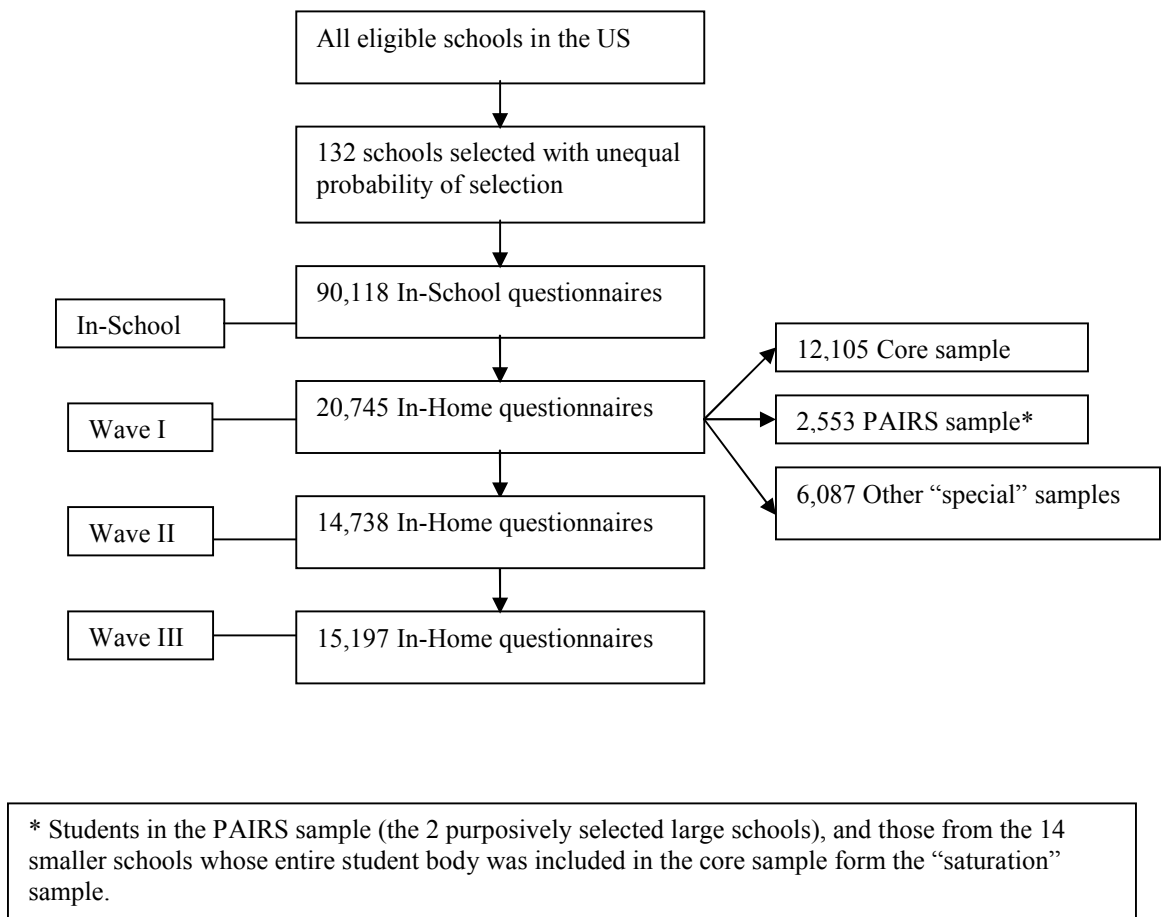 All eligible schools in the US
132 schools selected with unequal
probability of selection
90,118 In-School questionnaires
In-School
12,105 Core sample
20,745 In-Home questionnaires
Wave I
2,553 PAIRS sample*
6,087 Other “special” samples
14,738 In-Home questionnaires
Wave II
15,197 In-Home questionnaires
Wave III
* Students in the PAIRS sample (the 2 purposively selected large schools), and those from the 14
smaller schools whose entire student body was included in the core sample form the “saturation”
sample.